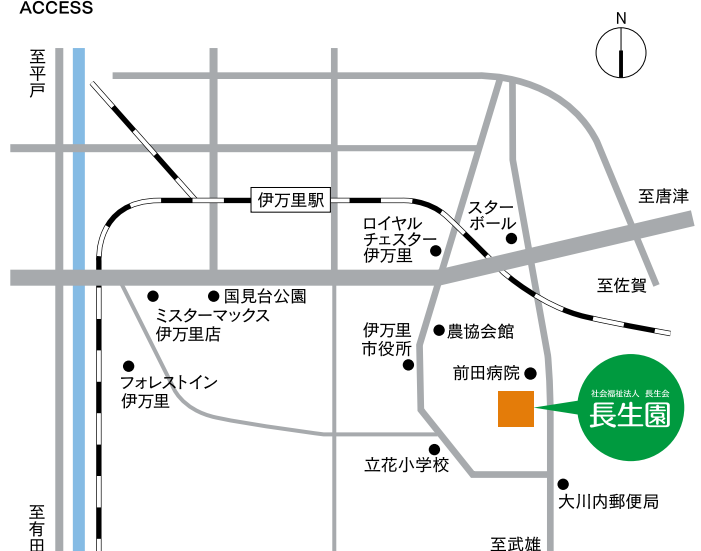 ACCESS
N
至平戸
伊万里駅
至唐津
スター
ボール
ロイヤル
チェスター
伊万里
至佐賀
国見台公園
ミスターマックス
伊万里店
伊万里
市役所
農協会館
前田病院
フォレストイン
伊万里
社会福祉法人 長生会
長生園
立花小学校
大川内郵便局
至有田
至武雄